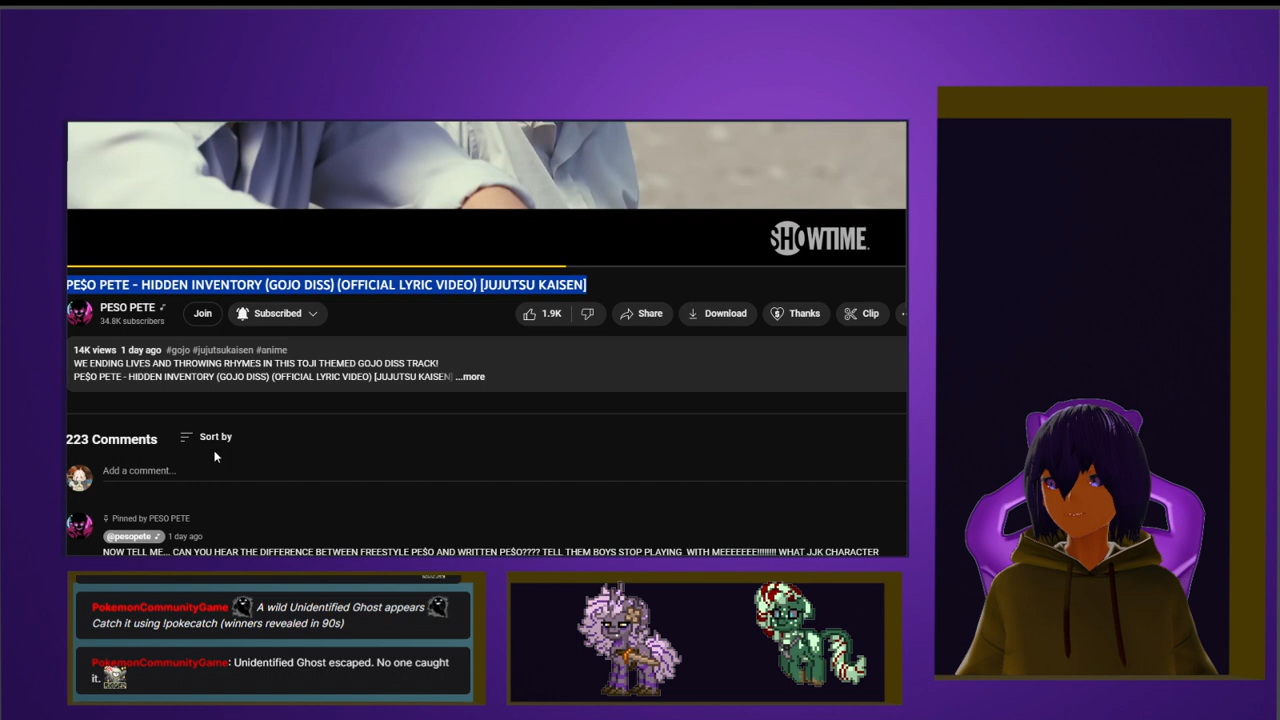 SHOWTIME.
PE$O PETE - HIDDEN INVENTORY (GOJO DISS) (OFFICIAL LYRIC VIDEO) [JUJUTSU KAISEN]
PESO PETE
34.8K subscribers
Join
Subscribed
1.9K
Share
Download
Thanks
Clip
14K views 1 day ago #gojo #jujutsukaisen #anime
WE ENDING LIVES AND THROWING RHYMES IN THIS TOJI THEMED GOJO DISS TRACK!
PE$O PETE - HIDDEN INVENTORY (GOJO DISS) (OFFICIAL LYRIC VIDEO) [JUJUTSU KAISEN] ...more
223 Comments
Sort by
Add a comment...
Pinned by PESO PETE
@pesopete 1 day ago
NOW TELL ME... CAN YOU HEAR THE DIFFERENCE BETWEEN FREESTYLE PE$O AND WRITTEN PE$O???? TELL THEM BOYS STOP PLAYING WITH MEEEEEE!!!!!!! WHAT JJK CHARACTER
PokemonCommunityGame A wild Unidentified Ghost appears
Catch it using !pokecatch (winners revealed in 90s)
PokemonCommunityGame: Unidentified Ghost escaped. No one caught
it.